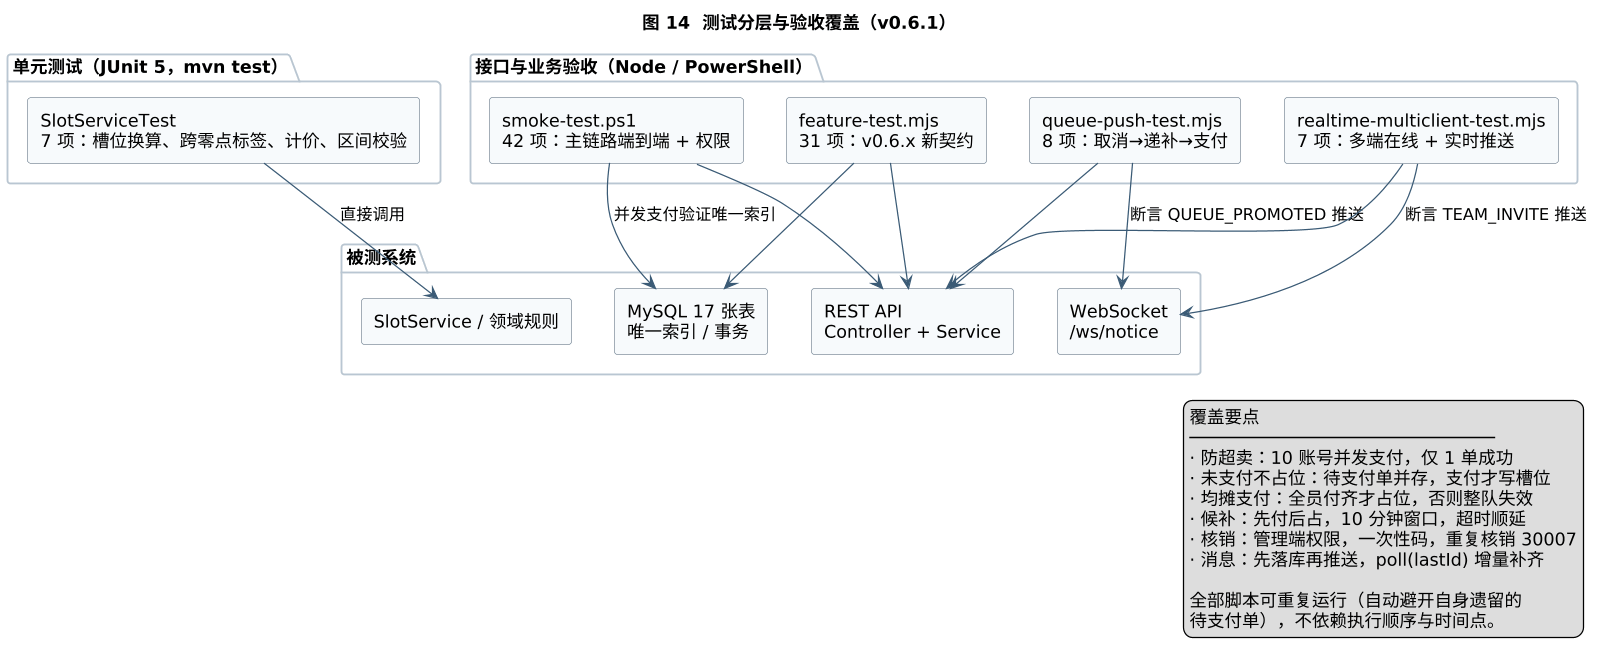 图 14  测试分层与验收覆盖（v0.6.1）
单元测试（JUnit 5，mvn test）
SlotServiceTest
7 项：槽位换算、跨零点标签、计价、区间校验
接口与业务验收（Node / PowerShell）
smoke-test.ps1
42 项：主链路端到端 + 权限
feature-test.mjs
31 项：v0.6.x 新契约
queue-push-test.mjs
8 项：取消→递补→支付
realtime-multiclient-test.mjs
7 项：多端在线 + 实时推送
直接调用
并发支付验证唯一索引
断言 QUEUE_PROMOTED 推送
断言 TEAM_INVITE 推送
被测系统
SlotService / 领域规则
MySQL 17 张表
唯一索引 / 事务
REST API
Controller + Service
WebSocket
/ws/notice
覆盖要点
· 防超卖：10 账号并发支付，仅 1 单成功
· 未支付不占位：待支付单并存，支付才写槽位
· 均摊支付：全员付齐才占位，否则整队失效
· 候补：先付后占，10 分钟窗口，超时顺延
· 核销：管理端权限，一次性码，重复核销 30007
· 消息：先落库再推送，poll(lastId) 增量补齐
全部脚本可重复运行（自动避开自身遗留的
待支付单），不依赖执行顺序与时间点。